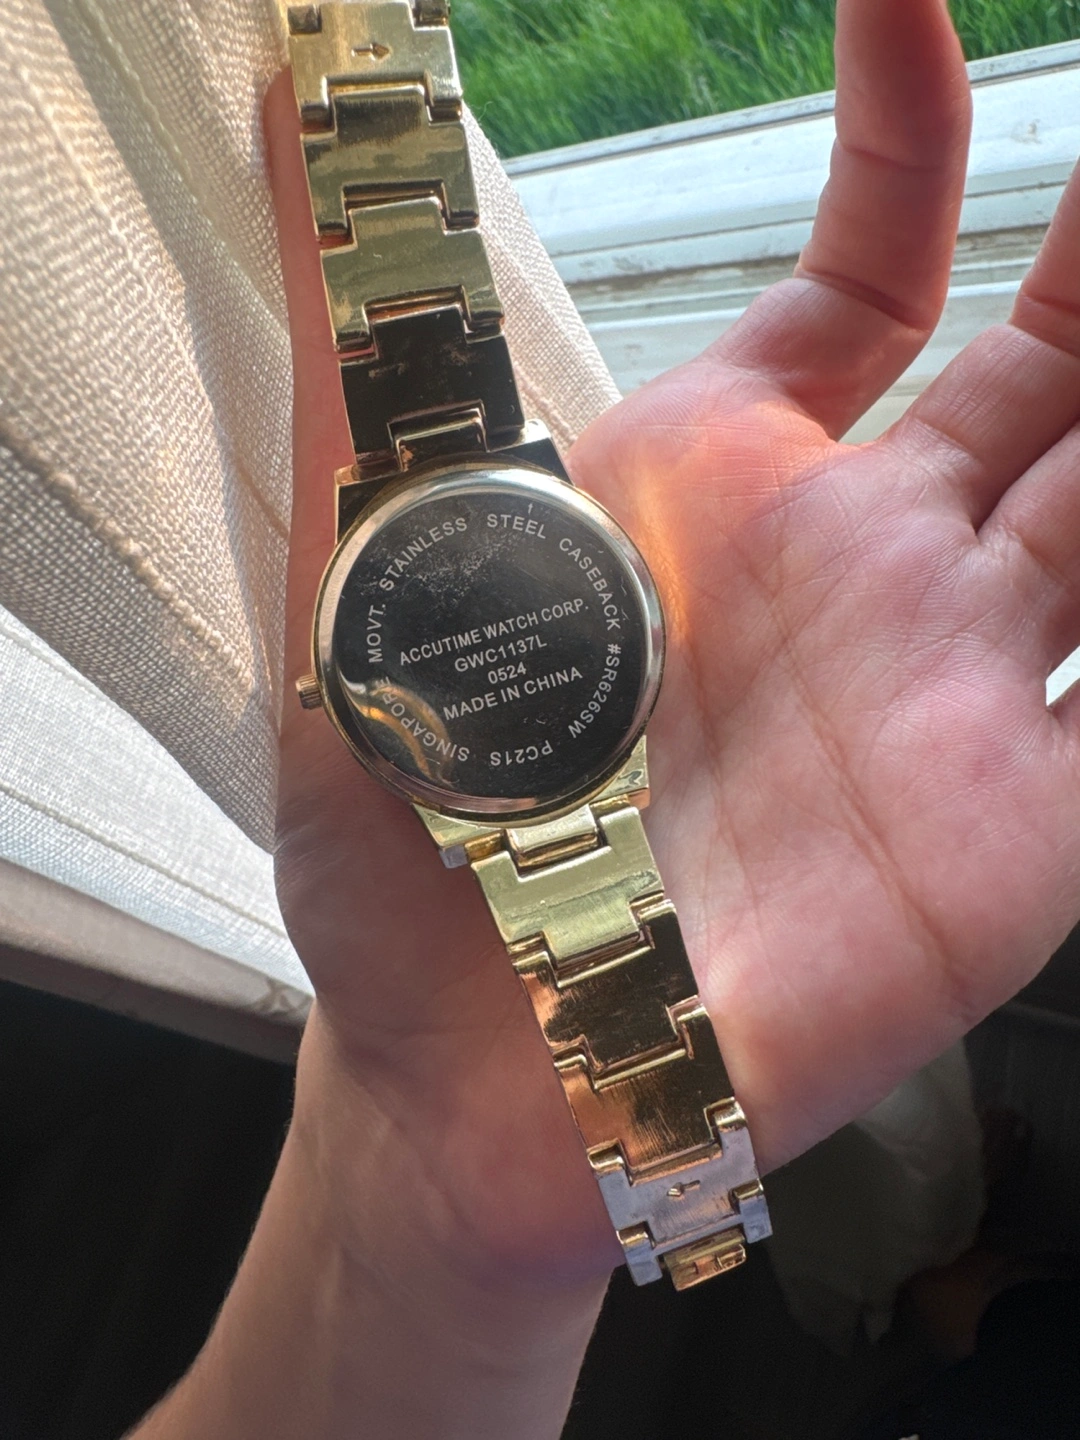 STAINLESS STEEL CASEBACK #SR626SW PC21S SINGAPORE MOVT.
ACCUTIME WATCH CORP.
GWC1137L
0524
MADE IN CHINA